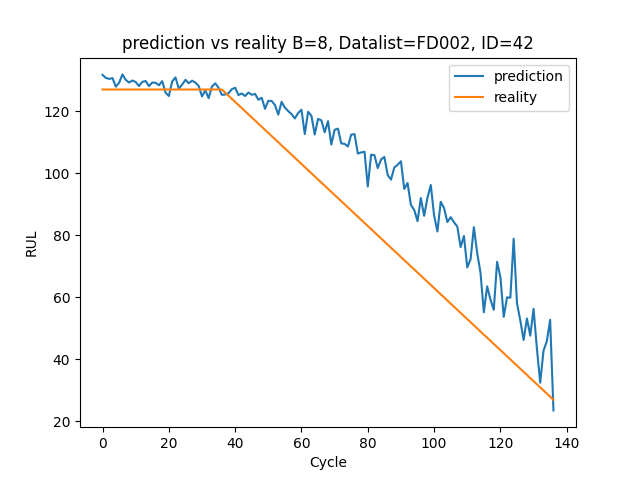 prediction vs reality B=8, Datalist=FD002, ID=42
prediction
reality
RUL
120
100
80
60
40
20
0 20 40 60 80 100 120 140
Cycle